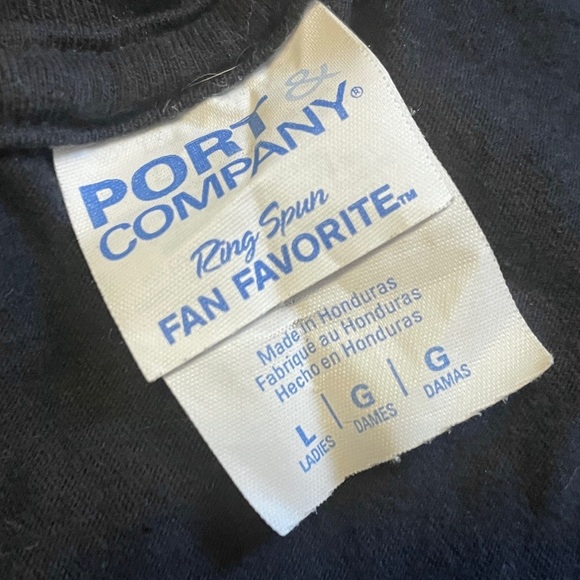 PORT &
COMPANY®
Ring Spun
FAN FAVORITE™
Made in Honduras
Fabriqué au Honduras
Hecho en Honduras
L | G | G
LADIES DAMES DAMAS